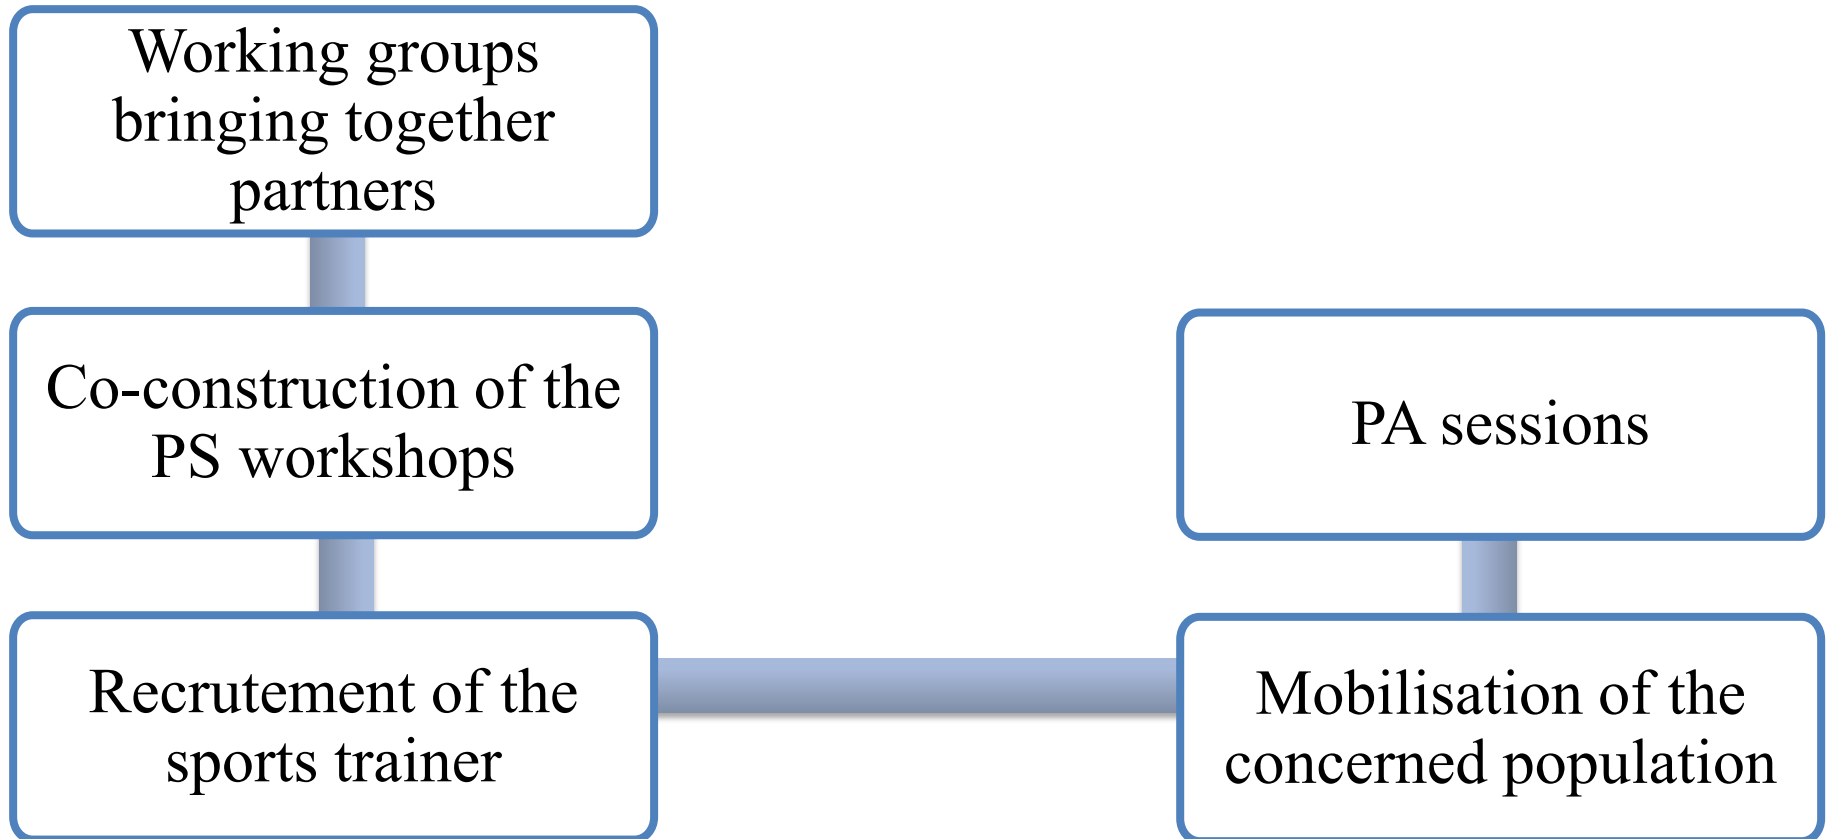 Working groups
bringing together
partners
Co-construction of the
PS workshops
Recrutement of the
sports trainer
PA sessions
Mobilisation of the
concerned population